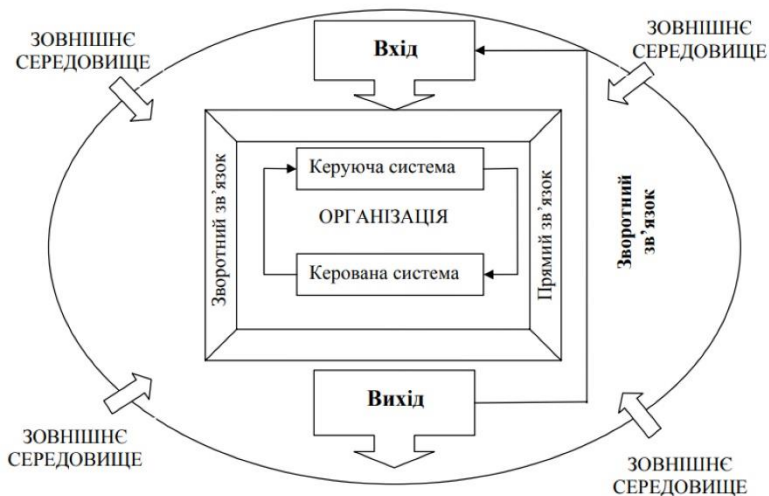 ЗОВНІШНЄ
СЕРЕДОВИЩЕ
Вхід
ЗОВНІШНЄ
СЕРЕДОВИЩЕ
Зворотний зв’язок
Керуюча система
ОРГАНІЗАЦІЯ
Керована система
Прямий зв’язок
Зворотний
зв’язок
Вихід
ЗОВНІШНЄ
СЕРЕДОВИЩЕ
ЗОВНІШНЄ
СЕРЕДОВИЩЕ